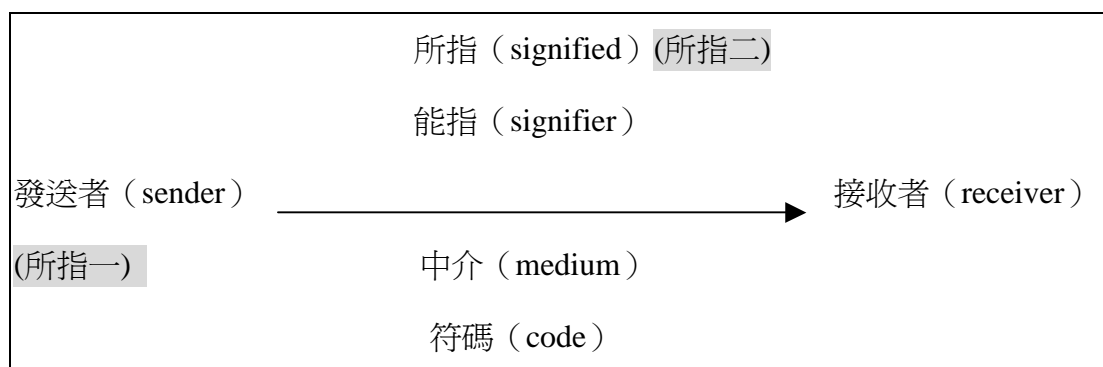 所指（signified）(所指二)
能指（signifier）
發送者（sender） 接收者（receiver）
(所指一) 中介（medium）
符碼（code）